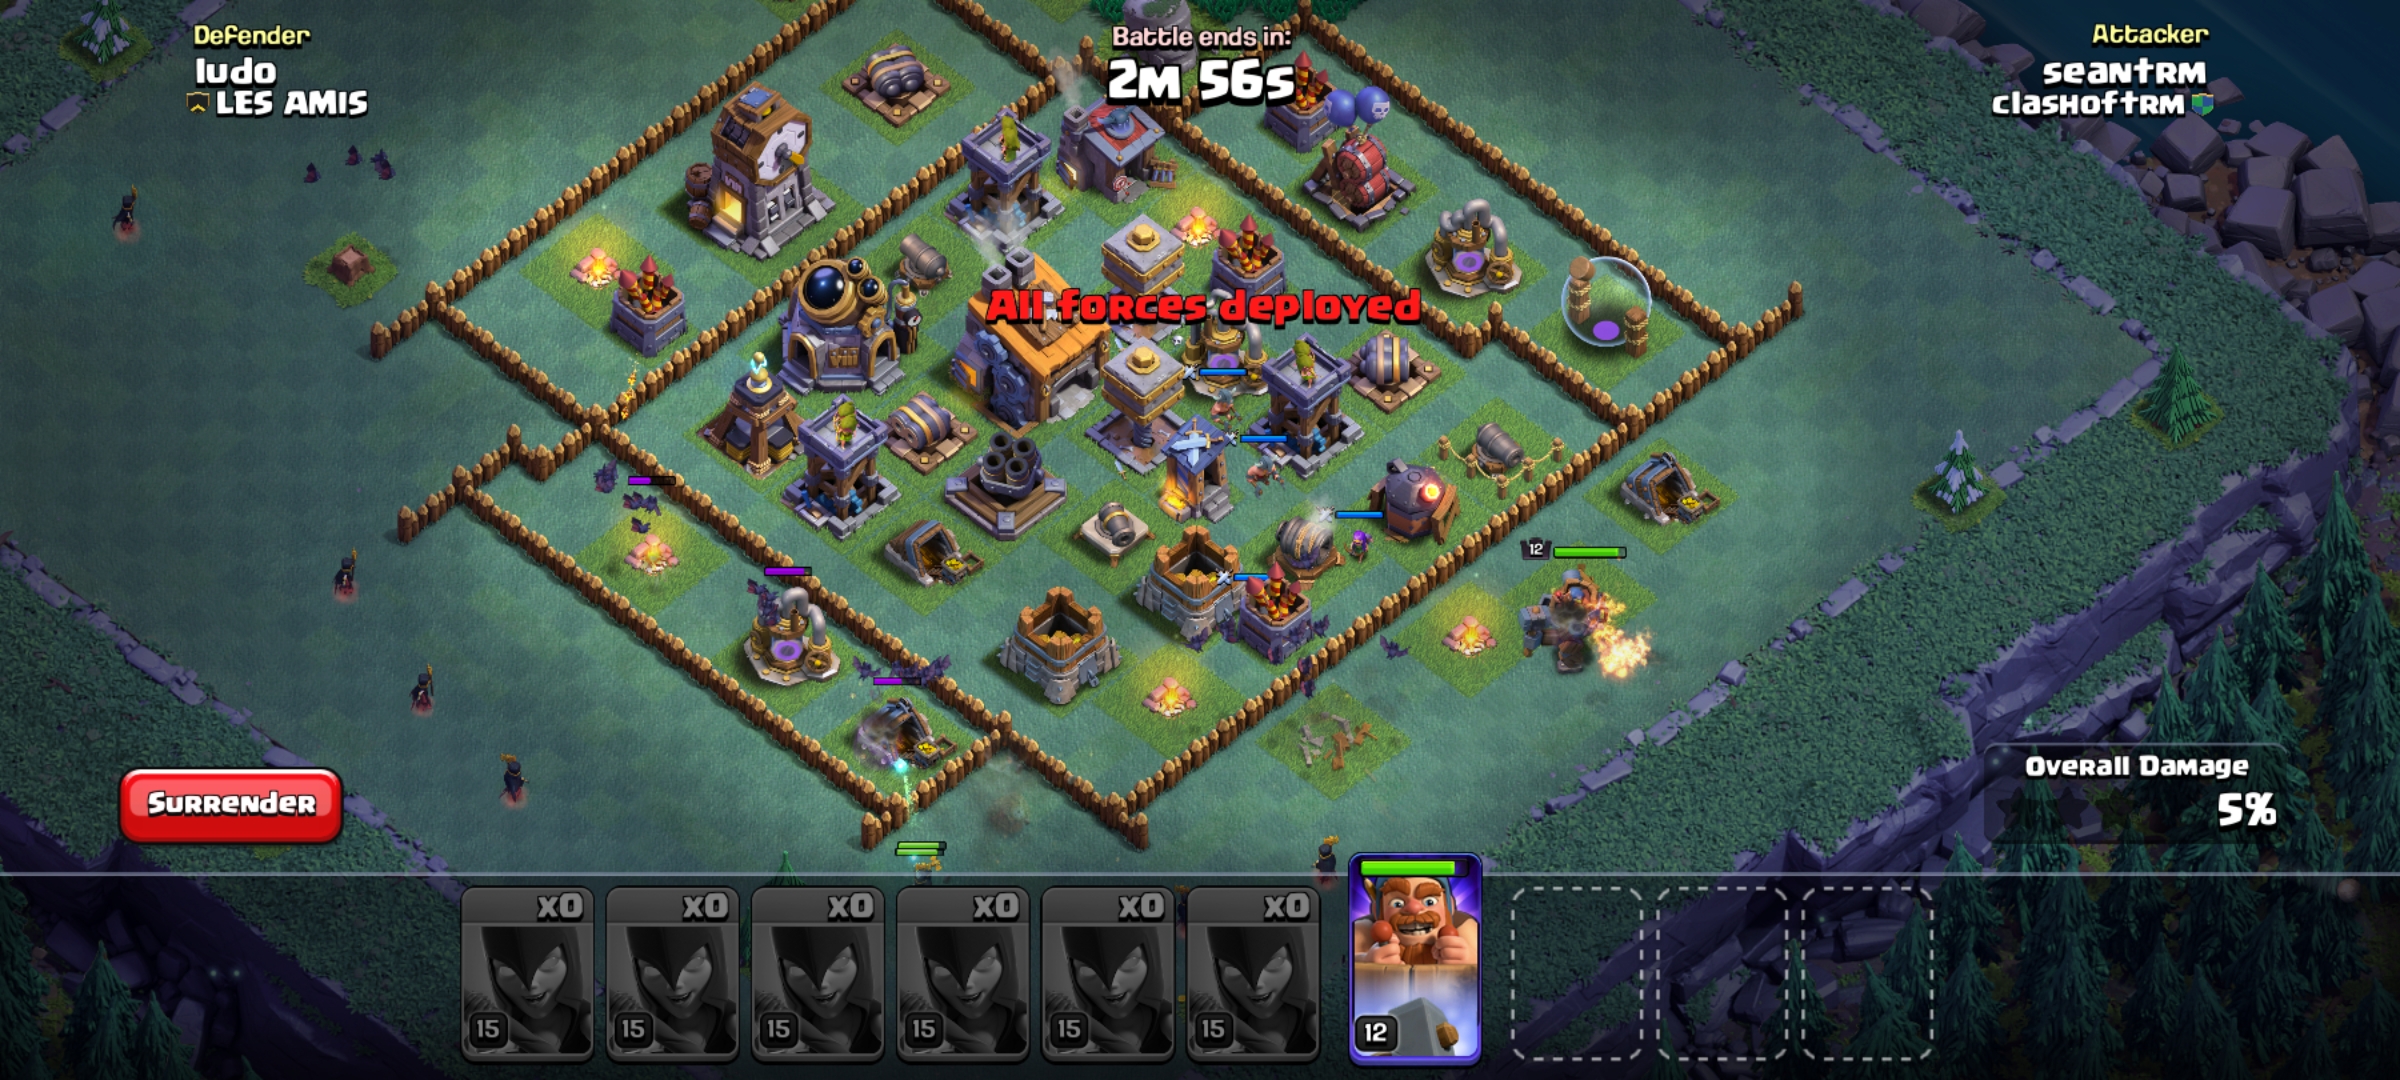 Defender
ludo
LES AMIS
Battle ends in:
2M 56s
Attacker
seantRM
clashoftRM
All forces deployed
12
Surrender
Overall Damage
5%
x0
x0
x0
x0
x0
x0
15
15
15
15
15
15
12